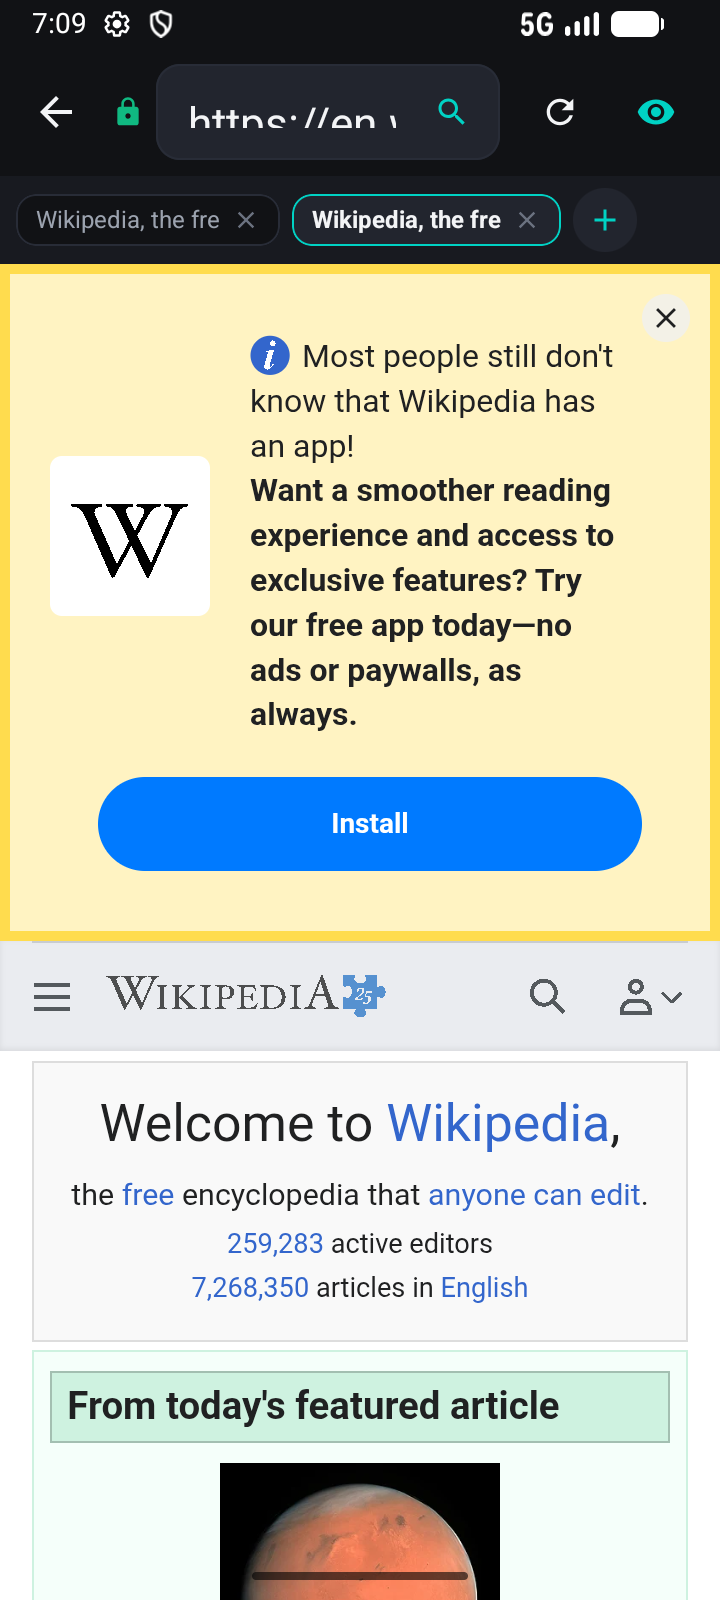 7:09 5G
https://en.
Wikipedia, the fre
Wikipedia, the fre
Most people still don't
know that Wikipedia has
an app!
Want a smoother reading
experience and access to
exclusive features? Try
our free app today—no
ads or paywalls, as
always.
W
Install
WIKIPEDIA 25
Welcome to Wikipedia,
the free encyclopedia that anyone can edit.
259,283 active editors
7,268,350 articles in English
From today's featured article